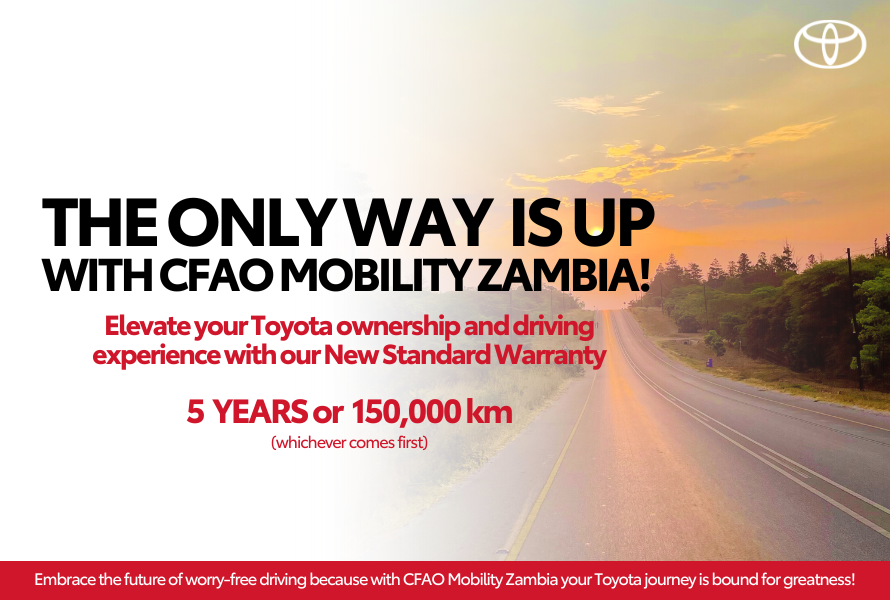 THE ONLY WAY IS UP
WITH CFAO MOBILITY ZAMBIA!
Elevate your Toyota ownership and driving
experience with our New Standard Warranty
5 YEARS or 150,000 km
(whichever comes first)
Embrace the future of worry-free driving because with CFAO Mobility Zambia your Toyota journey is bound for greatness!